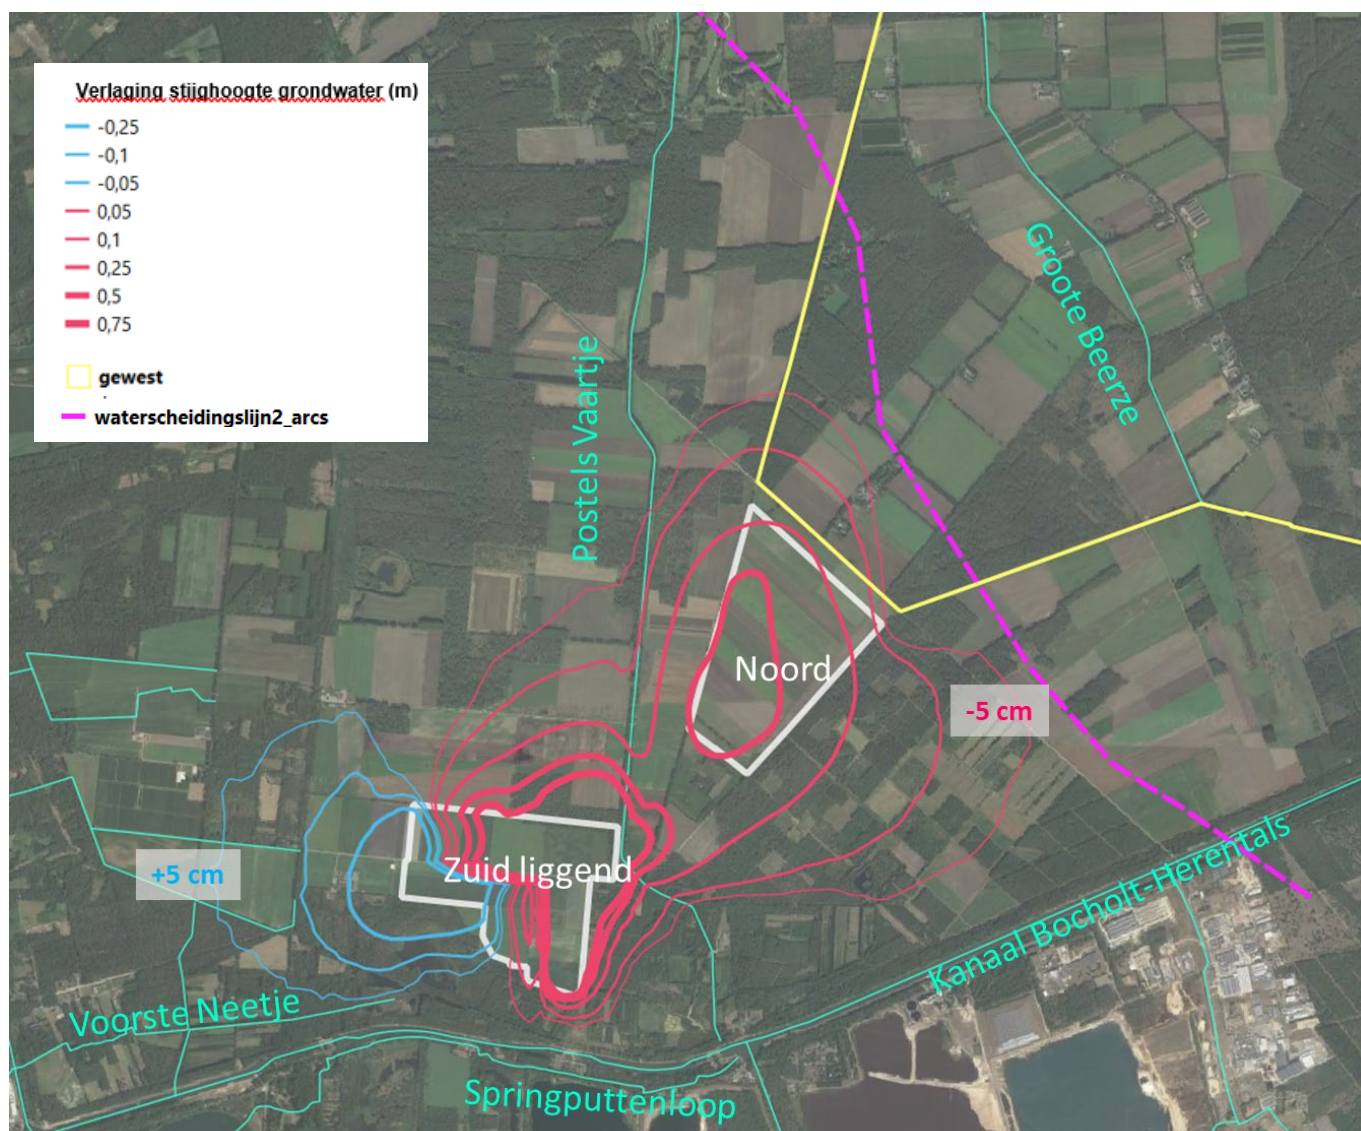 Verlaging stijghoogte grondwater (m)
-0,25
-0,1
-0,05
0,05
0,1
0,25
0,5
0,75
gewest
waterscheidingslijn2_arcs
Groote Beerze
Postels Vaartje
Noord
-5 cm
Zuid liggend
+5 cm
Kanaal Bocholt-Herentals
Voorste Neetje
Springputtenloop